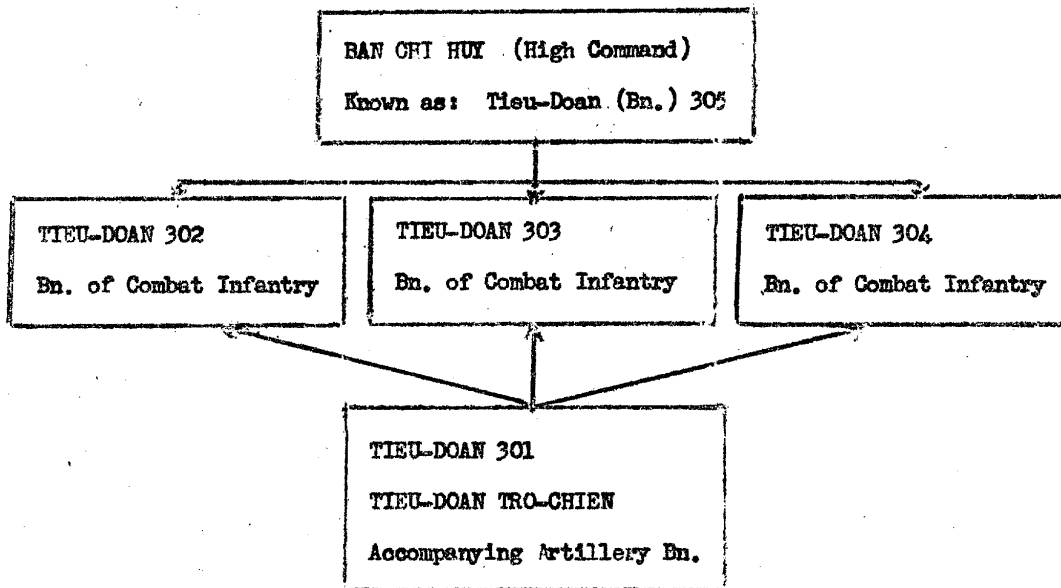 BAN CHI HUY (High Command)
Known as: Tieu-Doan (Bn.) 305
TIEU-DOAN 302
Bn. of Combat Infantry
TIEU-DOAN 303
Bn. of Combat Infantry
TIEU-DOAN 304
Bn. of Combat Infantry
TIEU-DOAN 301
TIEU-DOAN TRO-CHIEN
Accompanying Artillery Bn.